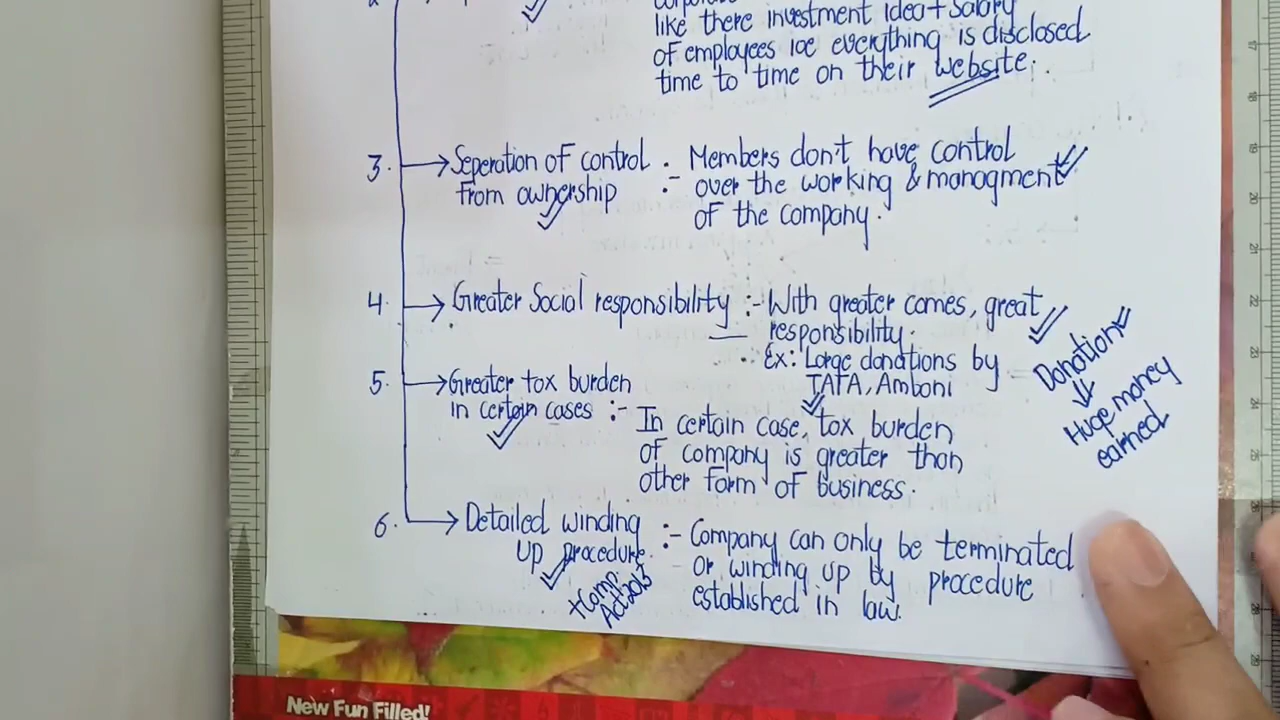 like there investment idea + salary
of employees ice everything is disclosed
time to time on their website.
3. → Seperation of control :- Members don't have control
from ownership over the working & managment
of the company.
4. → Greater Social responsibility :- With greater comes, great
responsibility.
Ex: Large donations by
TATA, Ambani
Donation
Huge money
earned
5. → Greater tax burden
in certain cases :- In certain case, tax burden
of company is greater than
other form of business.
6. → Detailed winding :- Company can only be terminated
up procedure. or winding up by procedure
established in law.
+Comp.
Act 2013
New Fun Filled!